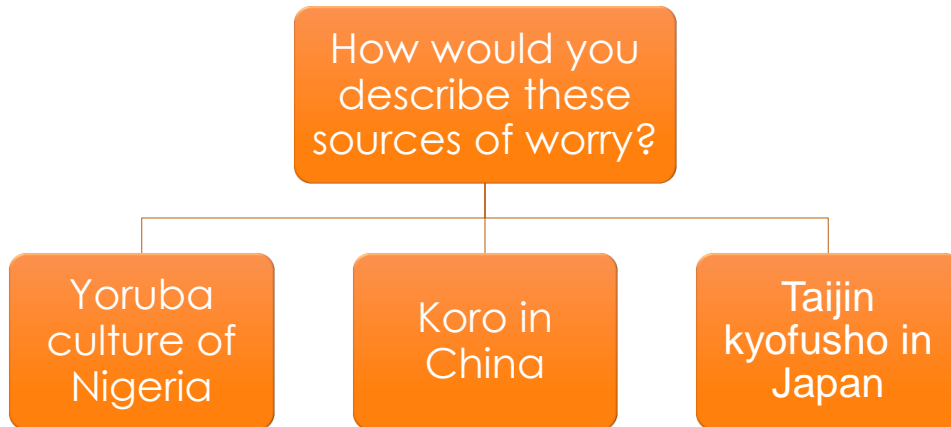 How would you
describe these
sources of worry?
Yoruba
culture of
Nigeria
Koro in
China
Taijin
kyofusho in
Japan